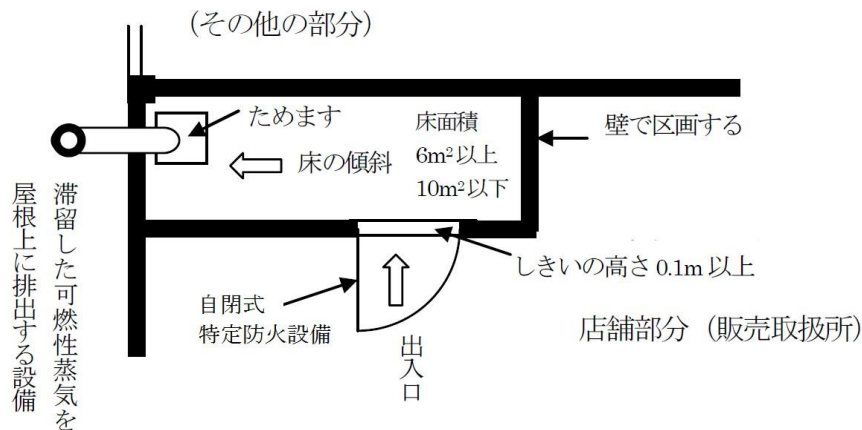 (その他の部分)
ためます
床面積
6m²以上
10m²以下
壁で区画する
床の傾斜
しきいの高さ 0.1m 以上
自閉式
特定防火設備
出入口
店舗部分（販売取扱所）
滞留した可燃性蒸気を
屋根上に排出する設備